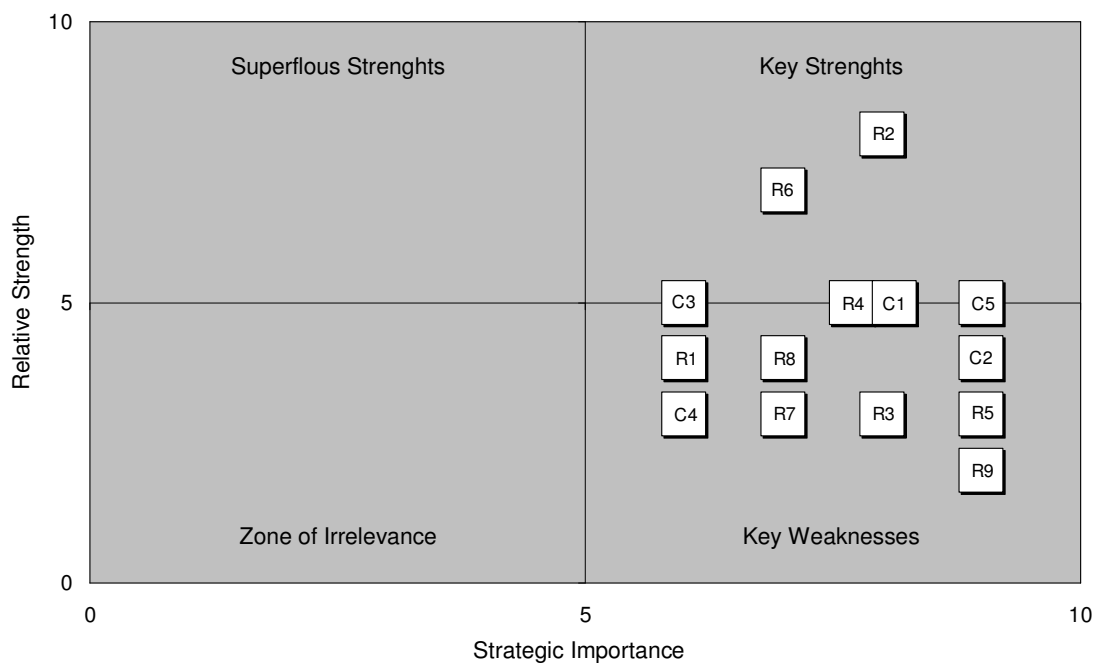 10
Superflous Strenghts
Key Strenghts
R2
R6
Relative Strength
5
C3
R4
C1
C5
R1
R8
C2
C4
R7
R3
R5
R9
Zone of Irrelevance
Key Weaknesses
0
0
5
10
Strategic Importance